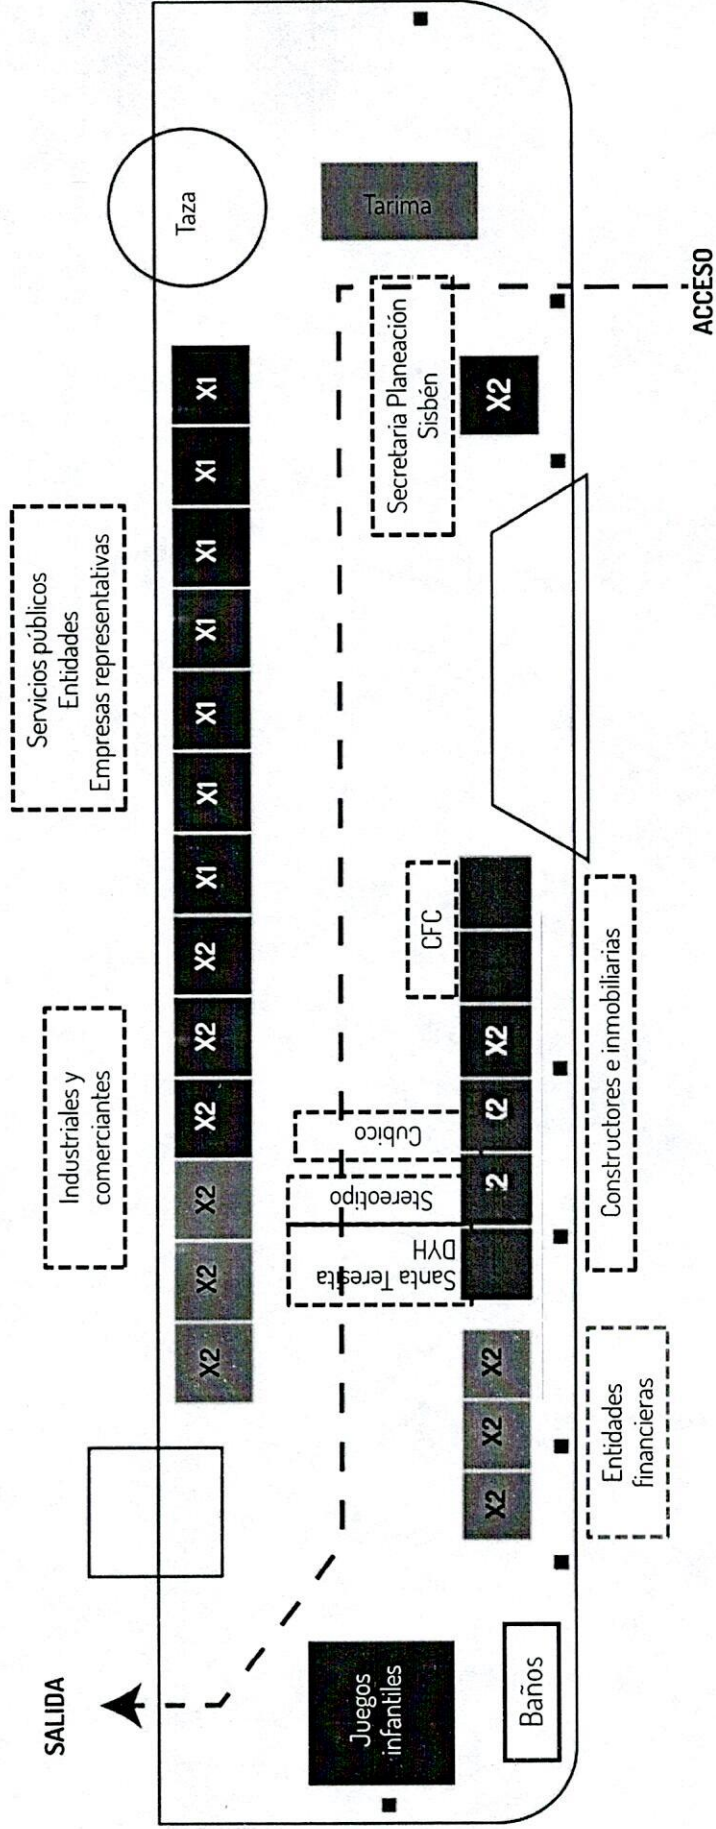 SALIDA
Industriales y
comerciantes
Servicios públicos
Entidades
Empresas representativas
X2
X2
X2
X2
X2
X2
X1
X1
X1
X1
X1
X1
X1
Taza
Tarima
Juegos
infantiles
Santa Teresita
DYH
Stereotipo
Cubico
CFC
Secretaria Planeación
Sisbén
X2
X2
X2
2
X2
X2
X2
Baños
Entidades
financieras
Constructores e inmobiliarias
ACCESO